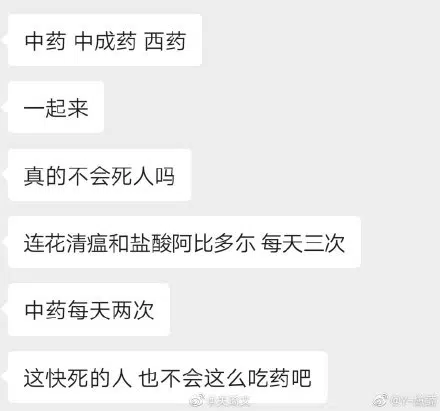 中药 中成药 西药
一起来
真的不会死人吗
连花清瘟和盐酸阿比多尔 每天三次
中药每天两次
这快死的人 也不会这么吃药吧